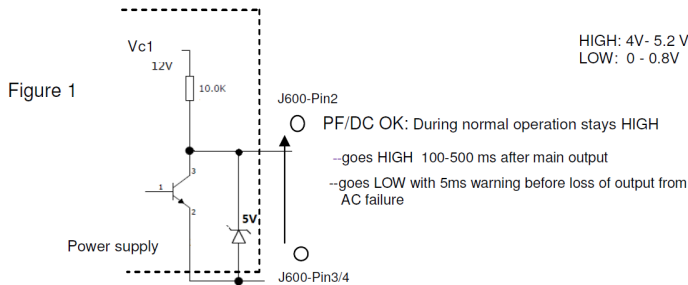 Vc1
12V
10.0K
Figure 1
HIGH: 4V- 5.2 V
LOW: 0 - 0.8V
J600-Pin2
PF/DC OK: During normal operation stays HIGH
--goes HIGH 100-500 ms after main output
--goes LOW with 5ms warning before loss of output from
AC failure
3
1
2
5V
Power supply
J600-Pin3/4